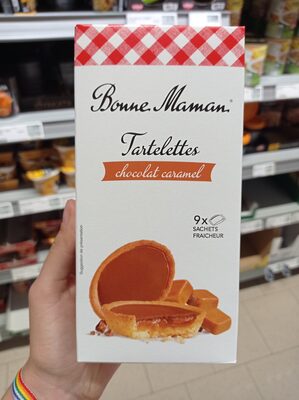 Bonne Maman
Tartelettes
chocolat caramel
9x
SACHETS
FRAICHEUR
Suggestion de présentation